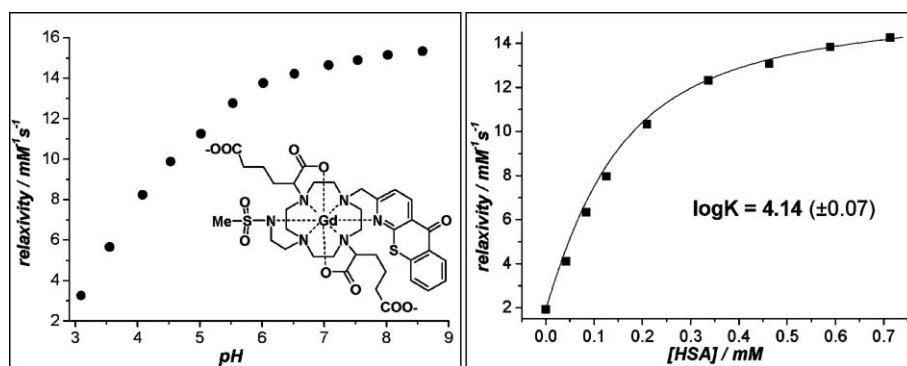 relaxivity / mM⁻¹s⁻¹
16
14
12
10
8
6
4
2
3 4 5 6 7 8 9
pH
⁻OOC
O
O
N N
Me S N Gd N O
O O
N N S
O
O
COO⁻
relaxivity / mM⁻¹s⁻¹
14
12
10
8
6
4
2
logK = 4.14 (±0.07)
0.0 0.1 0.2 0.3 0.4 0.5 0.6 0.7
[HSA] / mM